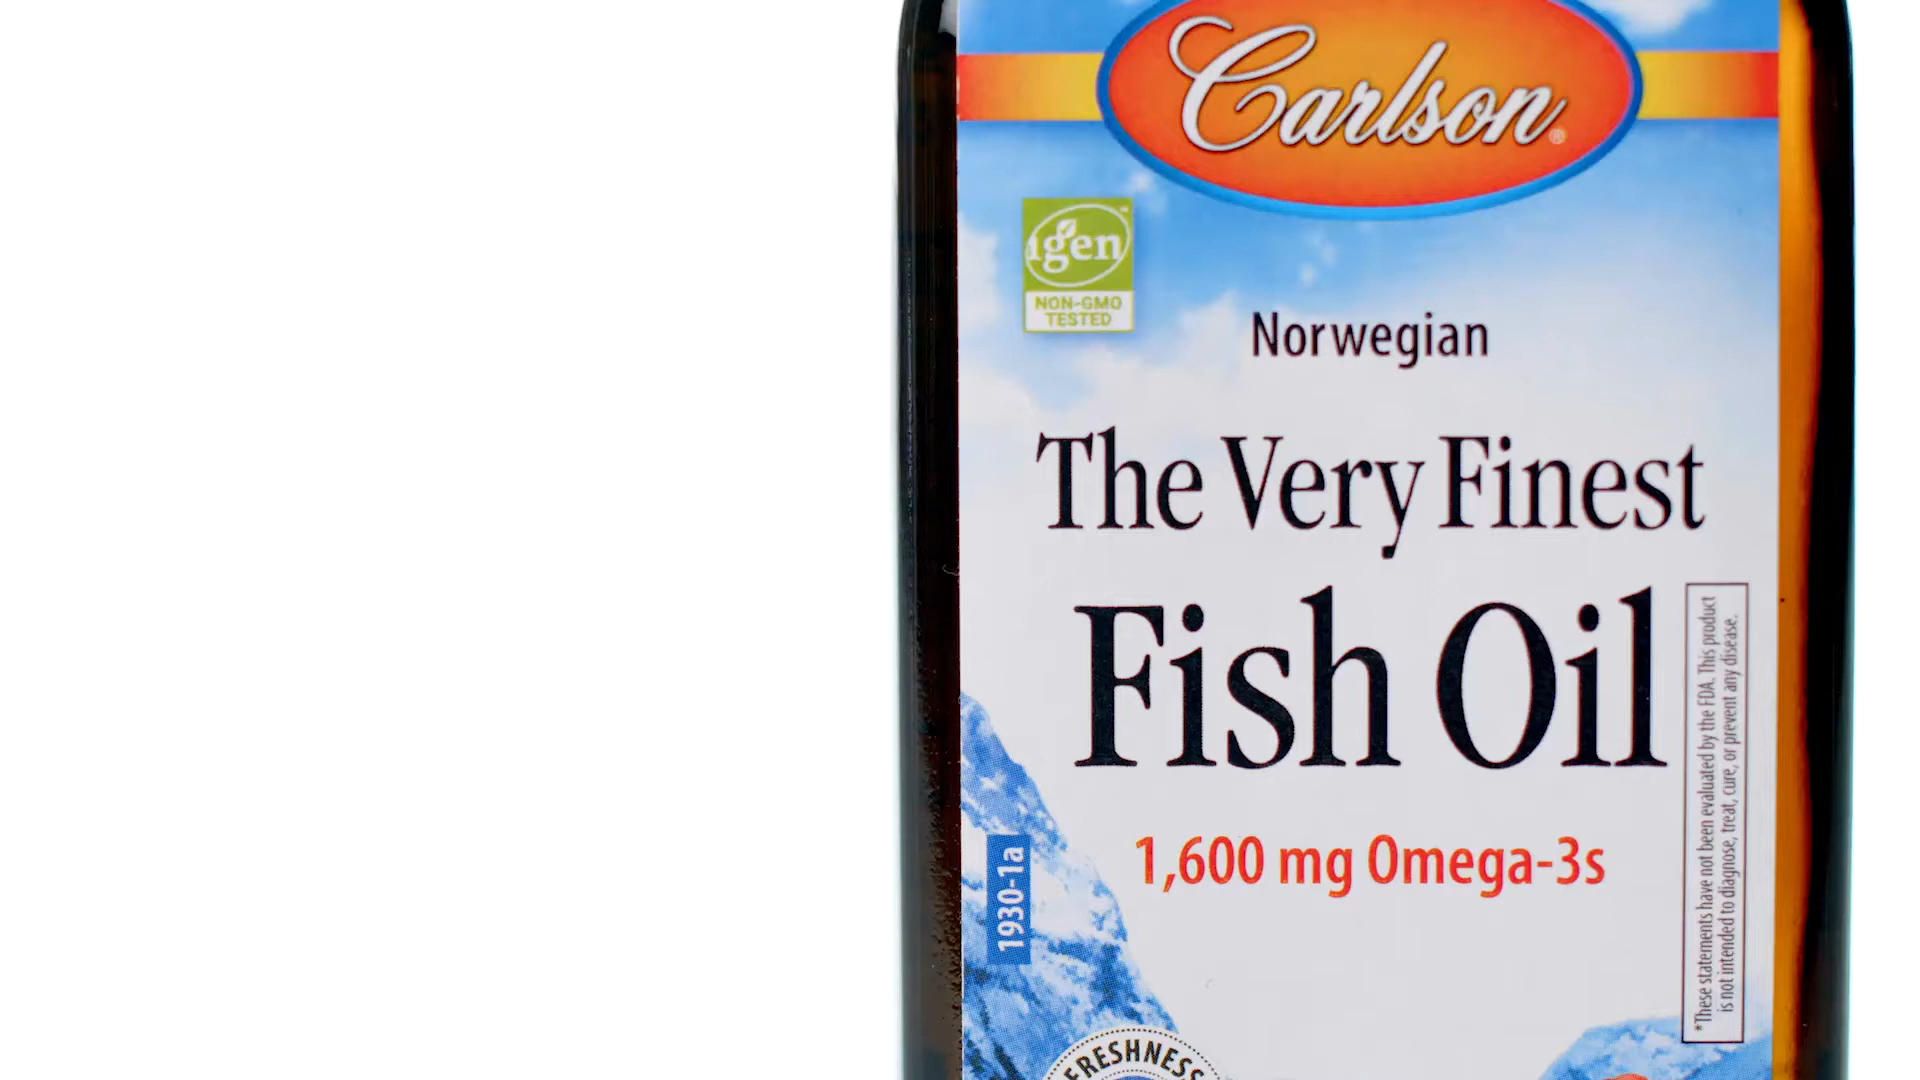 Carlson®
igen™
NON-GMO
TESTED
Norwegian
The Very Finest
Fish Oil
1,600 mg Omega-3s
*These statements have not been evaluated by the FDA. This product
is not intended to diagnose, treat, cure, or prevent any disease.
1930-1a
FRESHNESS